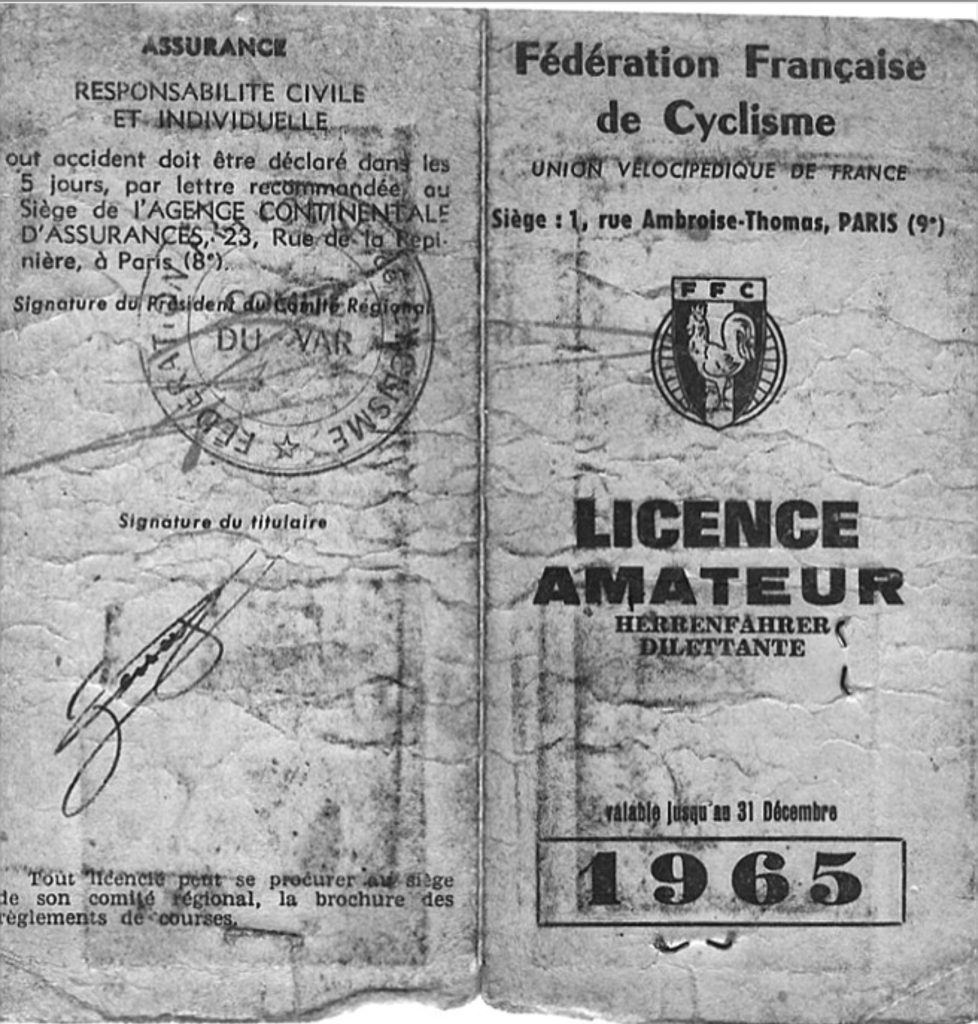 ASSURANCE
RESPONSABILITE CIVILE
ET INDIVIDUELLE
out accident doit être déclaré dans les
5 jours, par lettre recommandée, au
Siège de l'AGENCE CONTINENTALE
D'ASSURANCES, 23, Rue de la Pépi-
nière, à Paris (8e).
Signature du Président du Comité Régional
FÉDÉRATION
CYCLISME
DU VAR
Signature du titulaire
Tout licencié peut se procurer au siège
de son comité régional, la brochure des
règlements de courses.
Fédération Française
de Cyclisme
UNION VÉLOCIPÉDIQUE DE FRANCE
Siège : 1, rue Ambroise-Thomas, PARIS (9e)
FFC
LICENCE
AMATEUR
HERRENFAHRER
DILETTANTE
valable jusqu'au 31 Décembre
1965